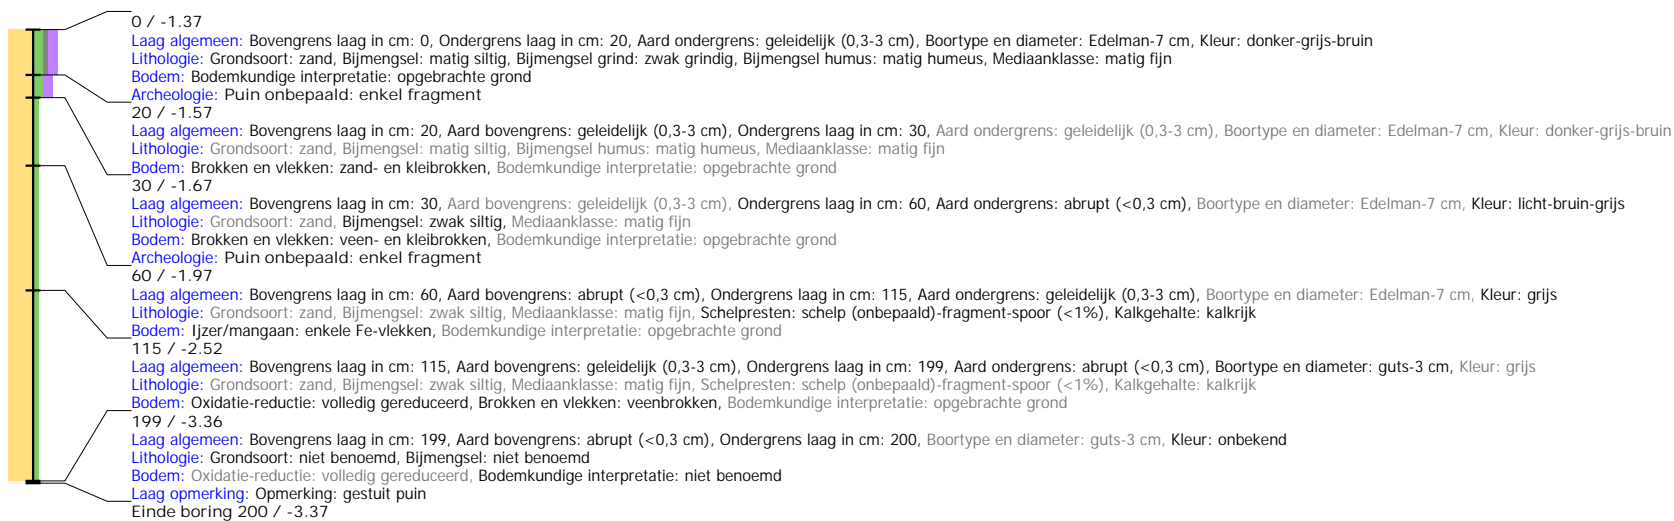 0 / -1.37
Laag algemeen: Bovengrens laag in cm: 0, Ondergrens laag in cm: 20, Aard ondergrens: geleidelijk (0,3-3 cm), Boortype en diameter: Edelman-7 cm, Kleur: donker-grijs-bruin
Lithologie: Grondsoort: zand, Bijmengsel: matig siltig, Bijmengsel grind: zwak grindig, Bijmengsel humus: matig humeus, Mediaanklasse: matig fijn
Bodem: Bodemkundige interpretatie: opgebrachte grond
Archeologie: Puin onbepaald: enkel fragment
20 / -1.57
Laag algemeen: Bovengrens laag in cm: 20, Aard bovengrens: geleidelijk (0,3-3 cm), Ondergrens laag in cm: 30, Aard ondergrens: geleidelijk (0,3-3 cm), Boortype en diameter: Edelman-7 cm, Kleur: donker-grijs-bruin
Lithologie: Grondsoort: zand, Bijmengsel: matig siltig, Bijmengsel humus: matig humeus, Mediaanklasse: matig fijn
Bodem: Brokken en vlekken: zand- en kleibrokken, Bodemkundige interpretatie: opgebrachte grond
30 / -1.67
Laag algemeen: Bovengrens laag in cm: 30, Aard bovengrens: geleidelijk (0,3-3 cm), Ondergrens laag in cm: 60, Aard ondergrens: abrupt (<0,3 cm), Boortype en diameter: Edelman-7 cm, Kleur: licht-bruin-grijs
Lithologie: Grondsoort: zand, Bijmengsel: zwak siltig, Mediaanklasse: matig fijn
Bodem: Brokken en vlekken: veen- en kleibrokken, Bodemkundige interpretatie: opgebrachte grond
Archeologie: Puin onbepaald: enkel fragment
60 / -1.97
Laag algemeen: Bovengrens laag in cm: 60, Aard bovengrens: abrupt (<0,3 cm), Ondergrens laag in cm: 115, Aard ondergrens: geleidelijk (0,3-3 cm), Boortype en diameter: Edelman-7 cm, Kleur: grijs
Lithologie: Grondsoort: zand, Bijmengsel: zwak siltig, Mediaanklasse: matig fijn, Schelpresten: schelp (onbepaald)-fragment-spoor (<1%), Kalkgehalte: kalkrijk
Bodem: Ijzer/mangaan: enkele Fe-vlekken, Bodemkundige interpretatie: opgebrachte grond
115 / -2.52
Laag algemeen: Bovengrens laag in cm: 115, Aard bovengrens: geleidelijk (0,3-3 cm), Ondergrens laag in cm: 199, Aard ondergrens: abrupt (<0,3 cm), Boortype en diameter: guts-3 cm, Kleur: grijs
Lithologie: Grondsoort: zand, Bijmengsel: zwak siltig, Mediaanklasse: matig fijn, Schelpresten: schelp (onbepaald)-fragment-spoor (<1%), Kalkgehalte: kalkrijk
Bodem: Oxidatie-reductie: volledig gereduceerd, Brokken en vlekken: veenbrokken, Bodemkundige interpretatie: opgebrachte grond
199 / -3.36
Laag algemeen: Bovengrens laag in cm: 199, Aard bovengrens: abrupt (<0,3 cm), Ondergrens laag in cm: 200, Boortype en diameter: guts-3 cm, Kleur: onbekend
Lithologie: Grondsoort: niet benoemd, Bijmengsel: niet benoemd
Bodem: Oxidatie-reductie: volledig gereduceerd, Bodemkundige interpretatie: niet benoemd
Laag opmerking: Opmerking: gestuit puin
Einde boring 200 / -3.37